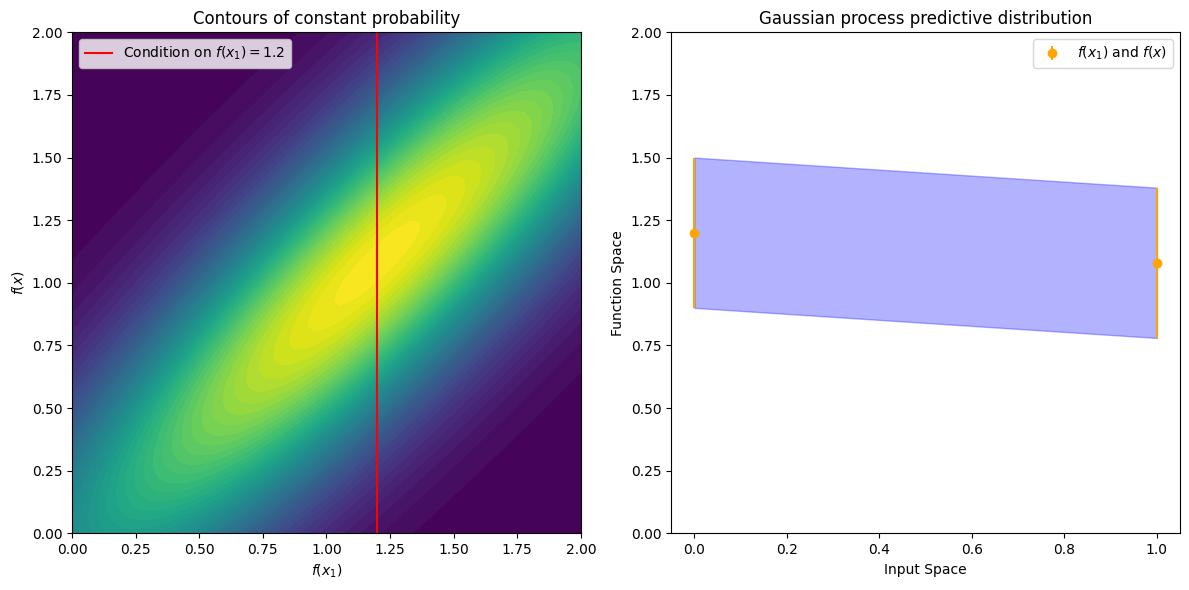 Contours of constant probability
Condition on f(x₁) = 1.2
2.00
1.75
1.50
1.25
1.00
0.75
0.50
0.25
0.00
f(x)
0.00 0.25 0.50 0.75 1.00 1.25 1.50 1.75 2.00
f(x₁)
Gaussian process predictive distribution
f(x₁) and f(x)
2.00
1.75
1.50
1.25
1.00
0.75
0.50
0.25
0.00
Function Space
0.0 0.2 0.4 0.6 0.8 1.0
Input Space